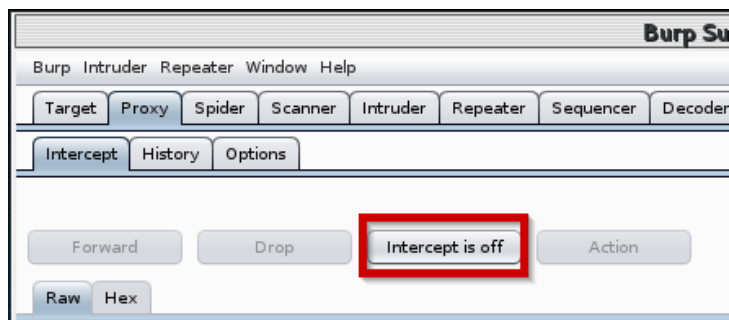 Burp Su
Burp Intruder Repeater Window Help
Target Proxy Spider Scanner Intruder Repeater Sequencer Decoder
Intercept History Options
Forward Drop Intercept is off Action
Raw Hex